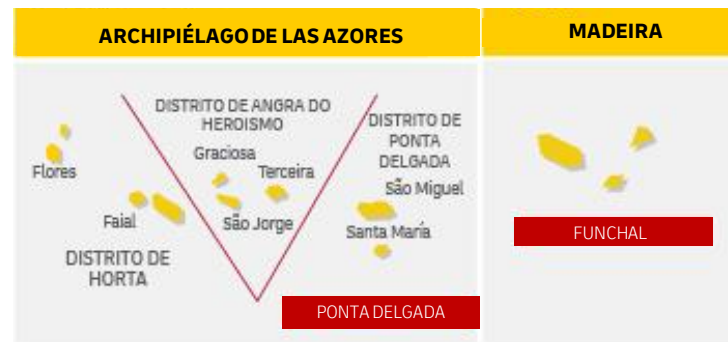 ARCHIPIÉLAGO DE LAS AZORES
MADEIRA
DISTRITO DE ANGRA DO
HEROISMO
DISTRITO DE
PONTA
DELGADA
Graciosa
Terceira
Flores
São Miguel
Faial
São Jorge
Santa María
DISTRITO DE
HORTA
PONTA DELGADA
FUNCHAL